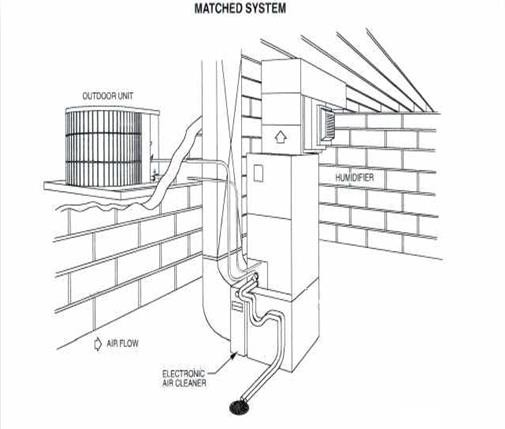 MATCHED SYSTEM
OUTDOOR UNIT
HUMIDIFIER
AIR FLOW
ELECTRONIC
AIR CLEANER